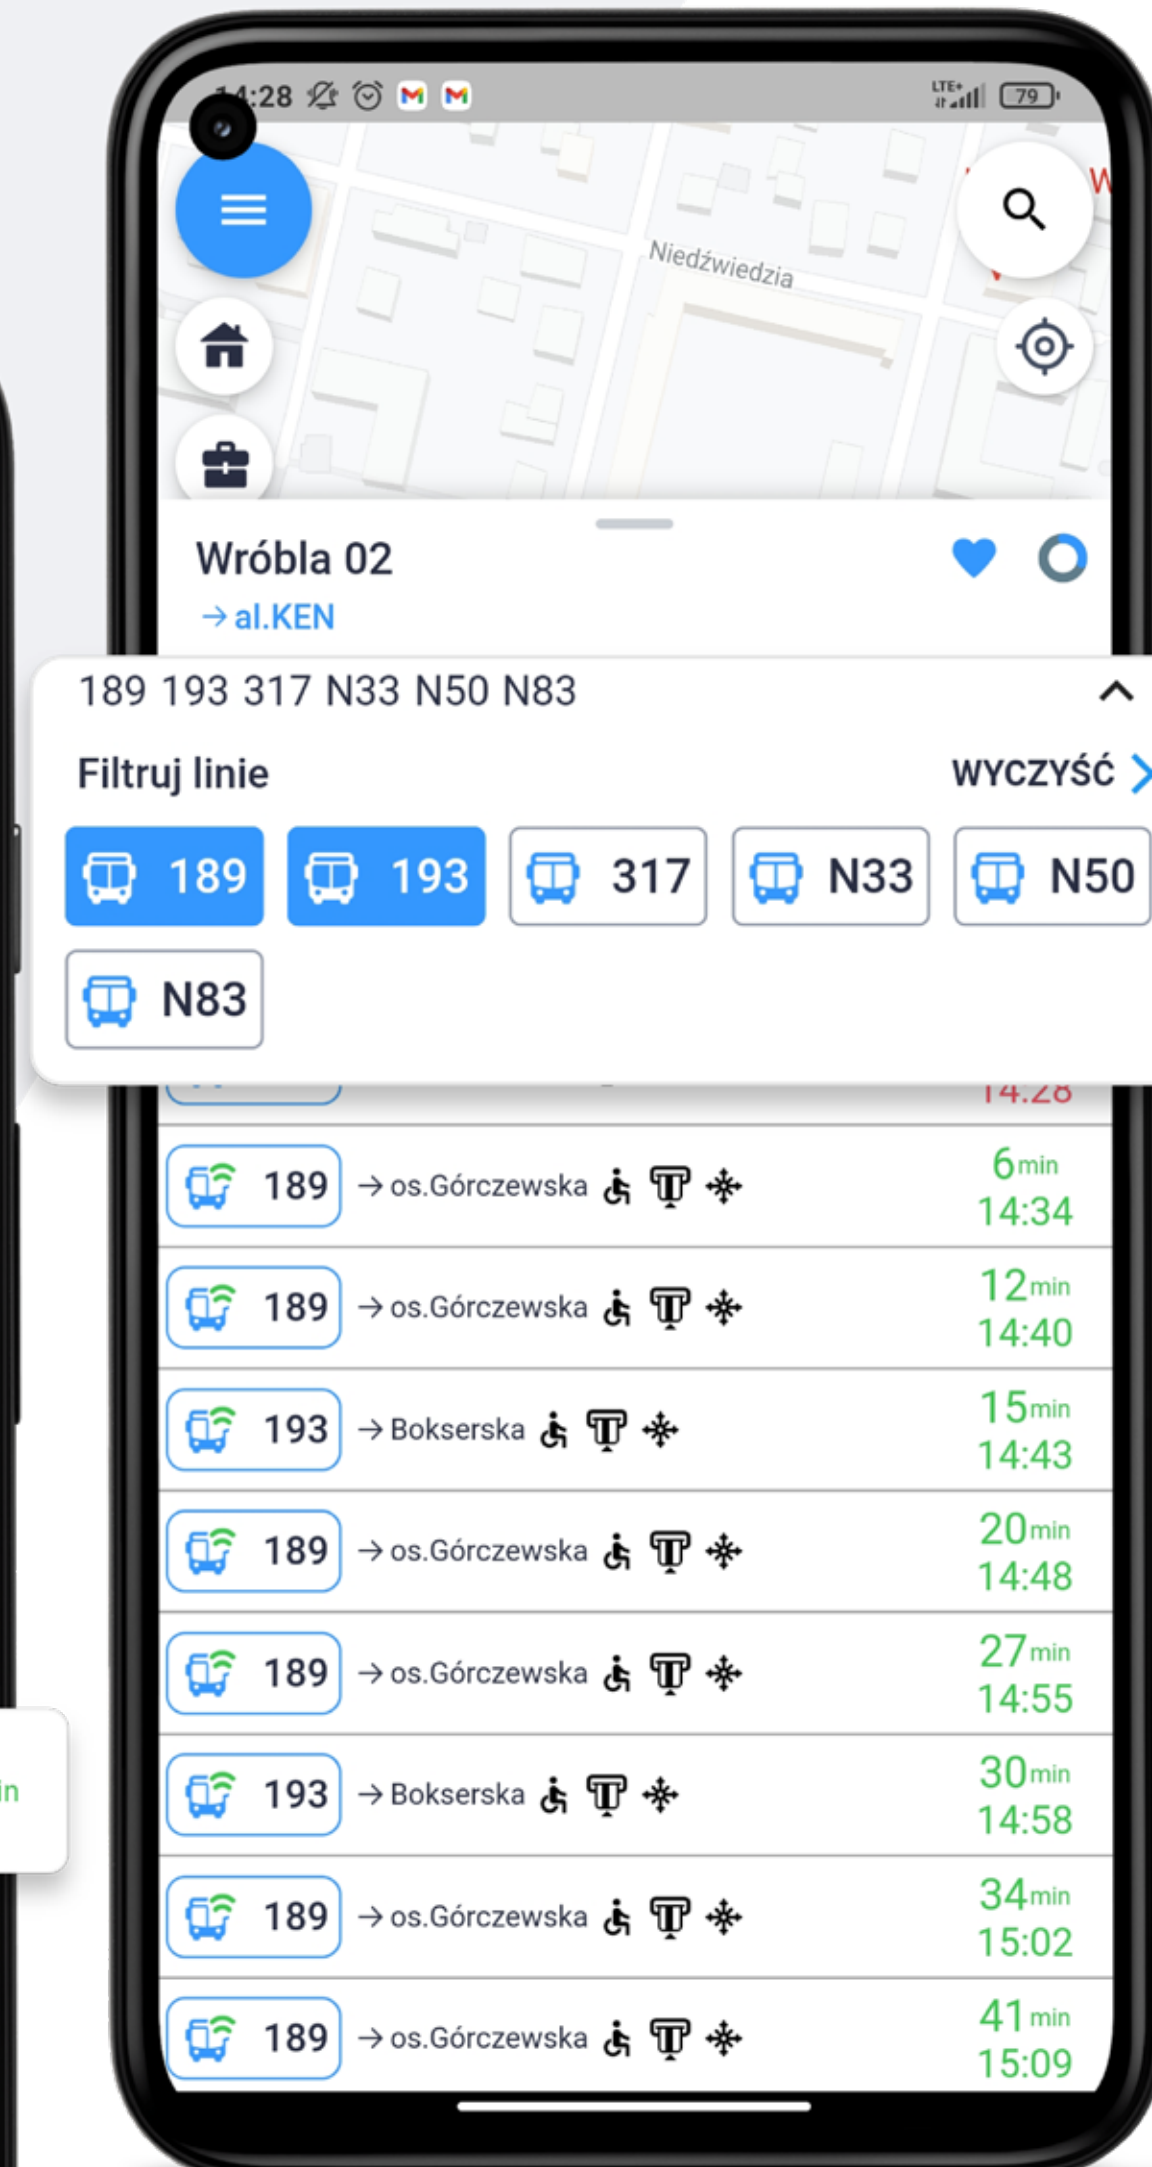 14:28 LTE+ 79
Niedźwiedzia
W
Wróbla 02
→ al.KEN
189 193 317 N33 N50 N83
Filtruj linie WYCZYŚĆ
189 193 317 N33 N50
N83
14:28
189 → os.Górczewska 6 min
14:34
189 → os.Górczewska 12 min
14:40
193 → Bokserska 15 min
14:43
189 → os.Górczewska 20 min
14:48
189 → os.Górczewska 27 min
14:55
in
193 → Bokserska 30 min
14:58
189 → os.Górczewska 34 min
15:02
189 → os.Górczewska 41 min
15:09